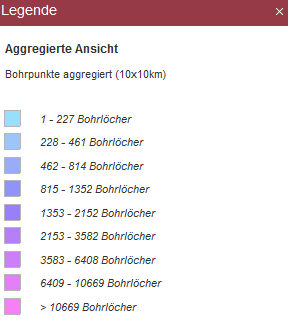 Legende ×
Aggregierte Ansicht
Bohrpunkte aggregiert (10x10km)
1 - 227 Bohrlöcher
228 - 461 Bohrlöcher
462 - 814 Bohrlöcher
815 - 1352 Bohrlöcher
1353 - 2152 Bohrlöcher
2153 - 3582 Bohrlöcher
3583 - 6408 Bohrlöcher
6409 - 10669 Bohrlöcher
> 10669 Bohrlöcher